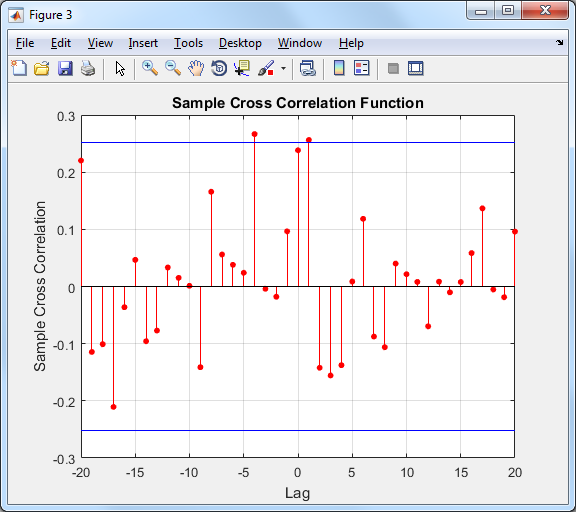 Figure 3
File Edit View Insert Tools Desktop Window Help
Sample Cross Correlation Function
Sample Cross Correlation
0.3
0.2
0.1
0
-0.1
-0.2
-0.3
-20 -15 -10 -5 0 5 10 15 20
Lag